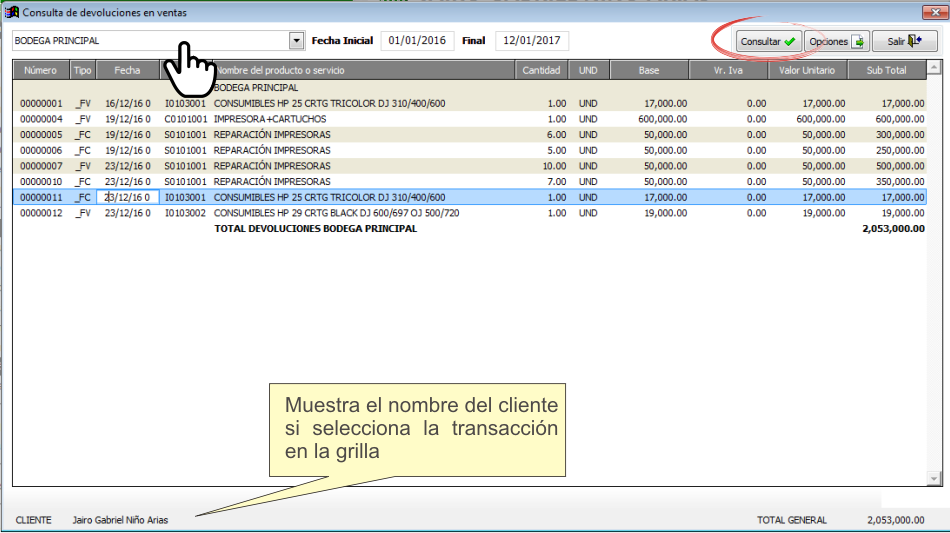 Consulta de devoluciones en ventas
BODEGA PRINCIPAL Fecha Inicial 01/01/2016 Final 12/01/2017 Consultar Opciones Salir
Número Tipo Fecha Nombre del producto o servicio Cantidad UND Base Vr. Iva Valor Unitario Sub Total
BODEGA PRINCIPAL
00000001 _FV 16/12/16 0 I0103001 CONSUMIBLES HP 25 CRTG TRICOLOR DJ 310/400/600 1.00 UND 17,000.00 0.00 17,000.00 17,000.00
00000004 _FV 19/12/16 0 C0101001 IMPRESORA+CARTUCHOS 1.00 UND 600,000.00 0.00 600,000.00 600,000.00
00000005 _FC 19/12/16 0 S0101001 REPARACIÓN IMPRESORAS 6.00 UND 50,000.00 0.00 50,000.00 300,000.00
00000006 _FC 19/12/16 0 S0101001 REPARACIÓN IMPRESORAS 5.00 UND 50,000.00 0.00 50,000.00 250,000.00
00000007 _FV 23/12/16 0 S0101001 REPARACIÓN IMPRESORAS 10.00 UND 50,000.00 0.00 50,000.00 500,000.00
00000010 _FC 23/12/16 0 S0101001 REPARACIÓN IMPRESORAS 7.00 UND 50,000.00 0.00 50,000.00 350,000.00
00000011 _FC 23/12/16 0 I0103001 CONSUMIBLES HP 25 CRTG TRICOLOR DJ 310/400/600 1.00 UND 17,000.00 0.00 17,000.00 17,000.00
00000012 _FV 23/12/16 0 I0103002 CONSUMIBLES HP 29 CRTG BLACK DJ 600/697 OJ 500/720 1.00 UND 19,000.00 0.00 19,000.00 19,000.00
TOTAL DEVOLUCIONES BODEGA PRINCIPAL 2,053,000.00
Muestra el nombre del cliente
si selecciona la transacción
en la grilla
CLIENTE Jairo Gabriel Niño Arias TOTAL GENERAL 2,053,000.00